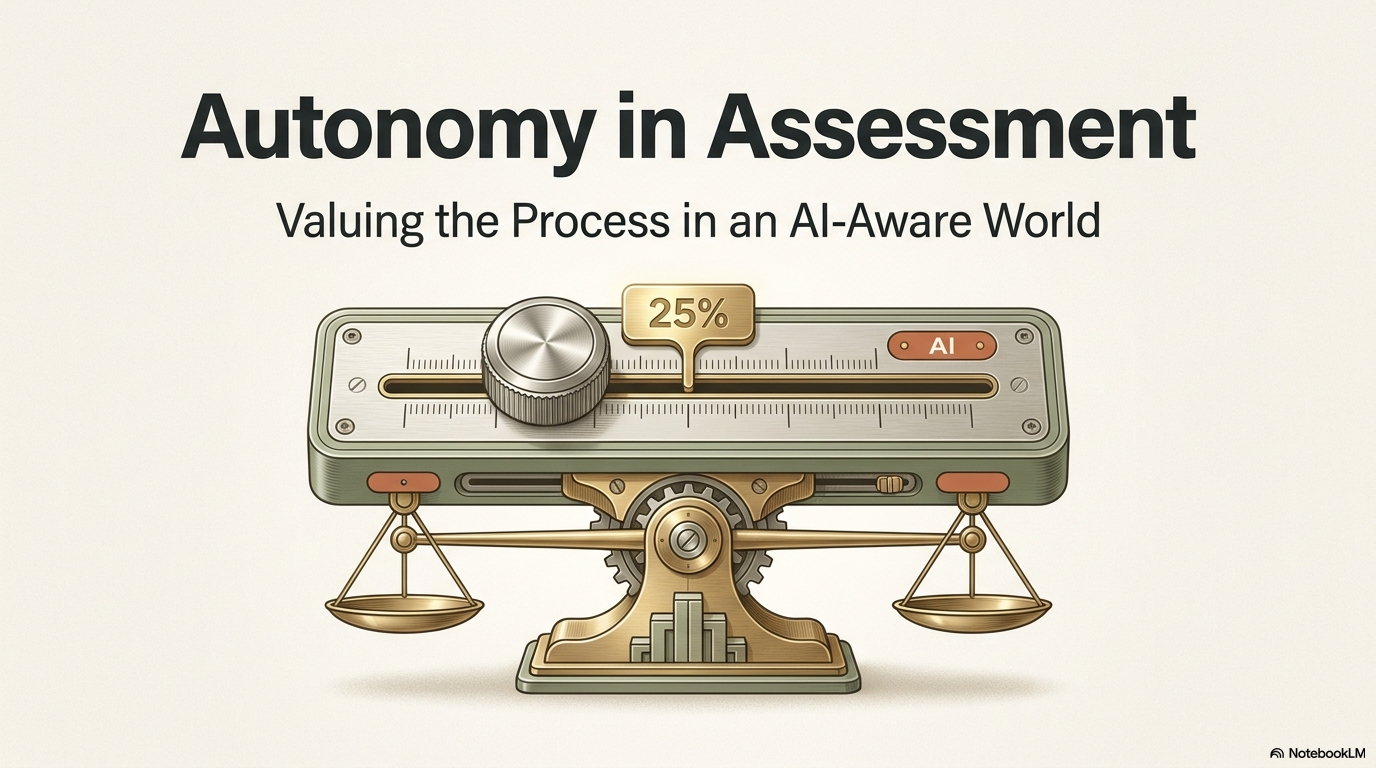 Autonomy in Assessment
Valuing the Process in an AI-Aware World
25%
AI
NotebookLM